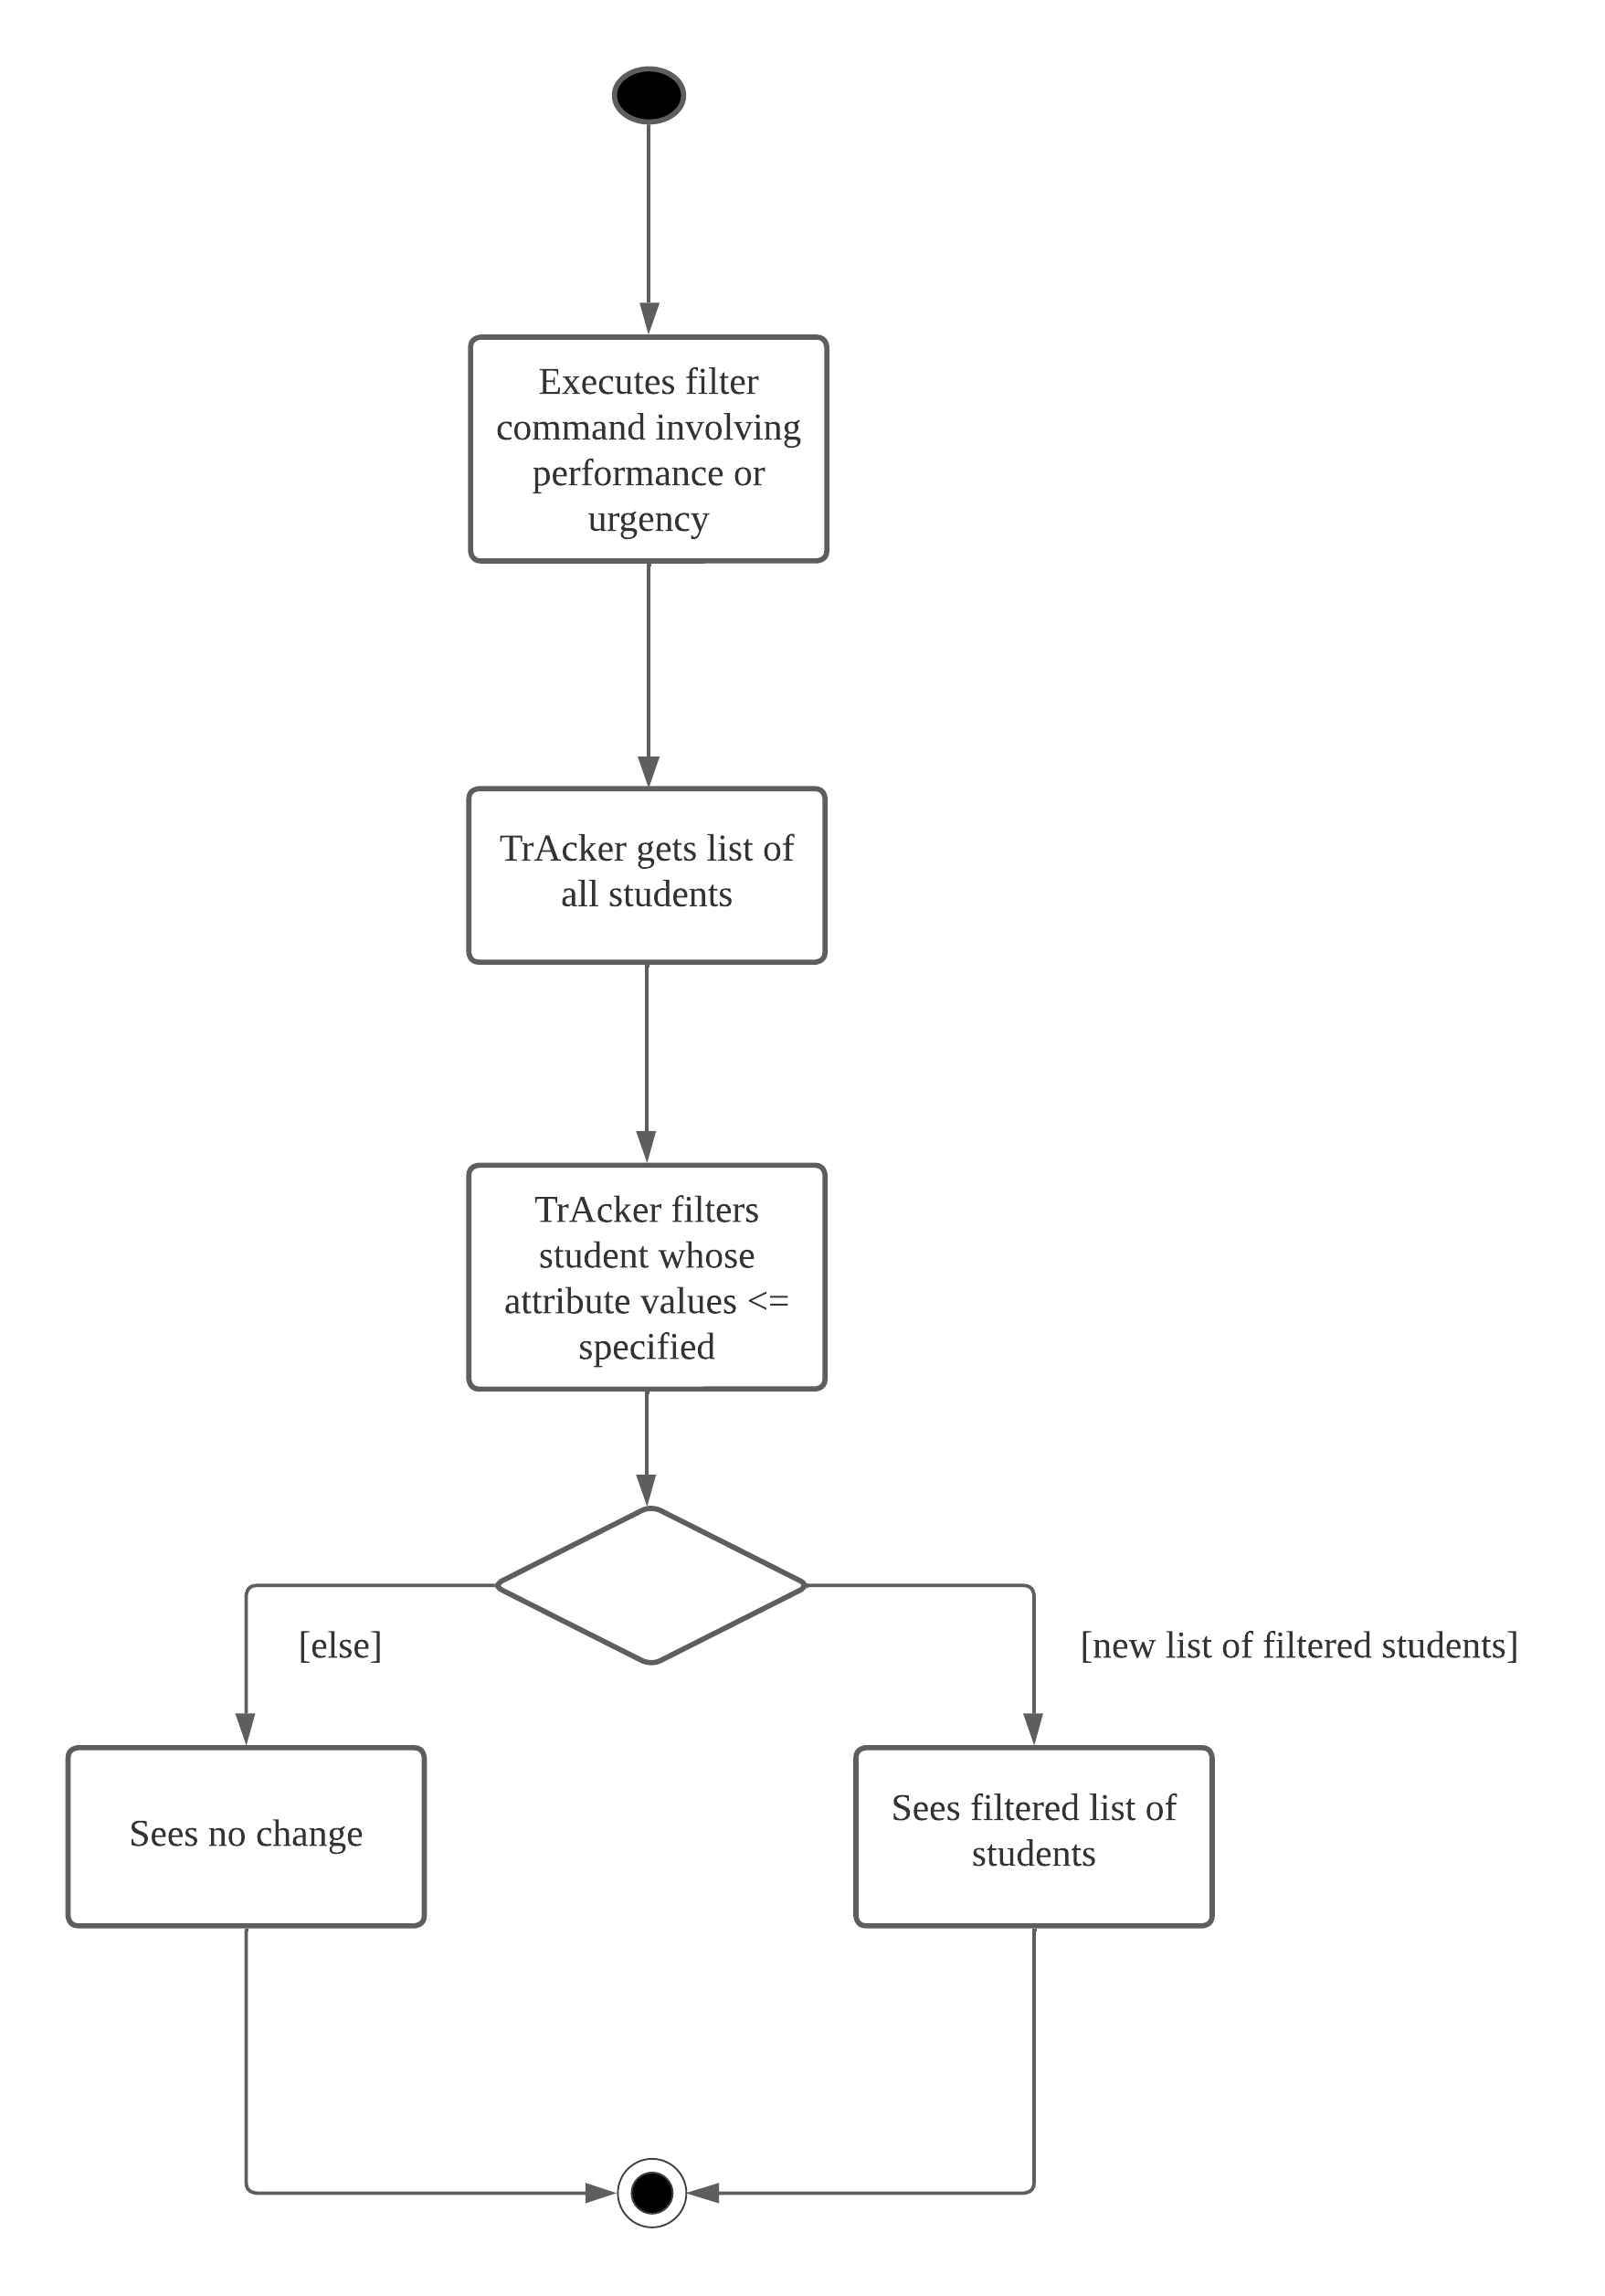 Executes filter
command involving
performance or
urgency
TrAcker gets list of
all students
TrAcker filters
student whose
attribute values <=
specified
[else]
[new list of filtered students]
Sees no change
Sees filtered list of
students